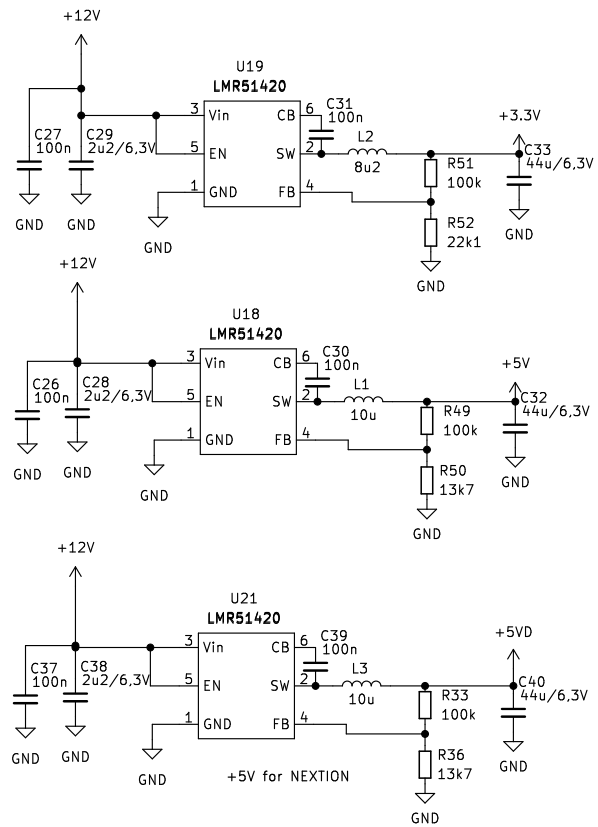 +12V
U19
LMR51420
C27
100n
C29
2u2/6,3V
3
Vin
5
EN
1
GND
CB
6
SW
2
FB
4
C31
100n
L2
8u2
+3.3V
C33
44u/6,3V
R51
100k
R52
22k1
GND
GND
GND
GND
GND
+12V
U18
LMR51420
C26
100n
C28
2u2/6,3V
3
Vin
5
EN
1
GND
CB
6
SW
2
FB
4
C30
100n
L1
10u
+5V
C32
44u/6,3V
R49
100k
R50
13k7
GND
GND
GND
GND
GND
+12V
U21
LMR51420
C37
100n
C38
2u2/6,3V
3
Vin
5
EN
1
GND
CB
6
SW
2
FB
4
C39
100n
L3
10u
+5VD
C40
44u/6,3V
R33
100k
R36
13k7
GND
GND
GND
GND
GND
+5V for NEXTION